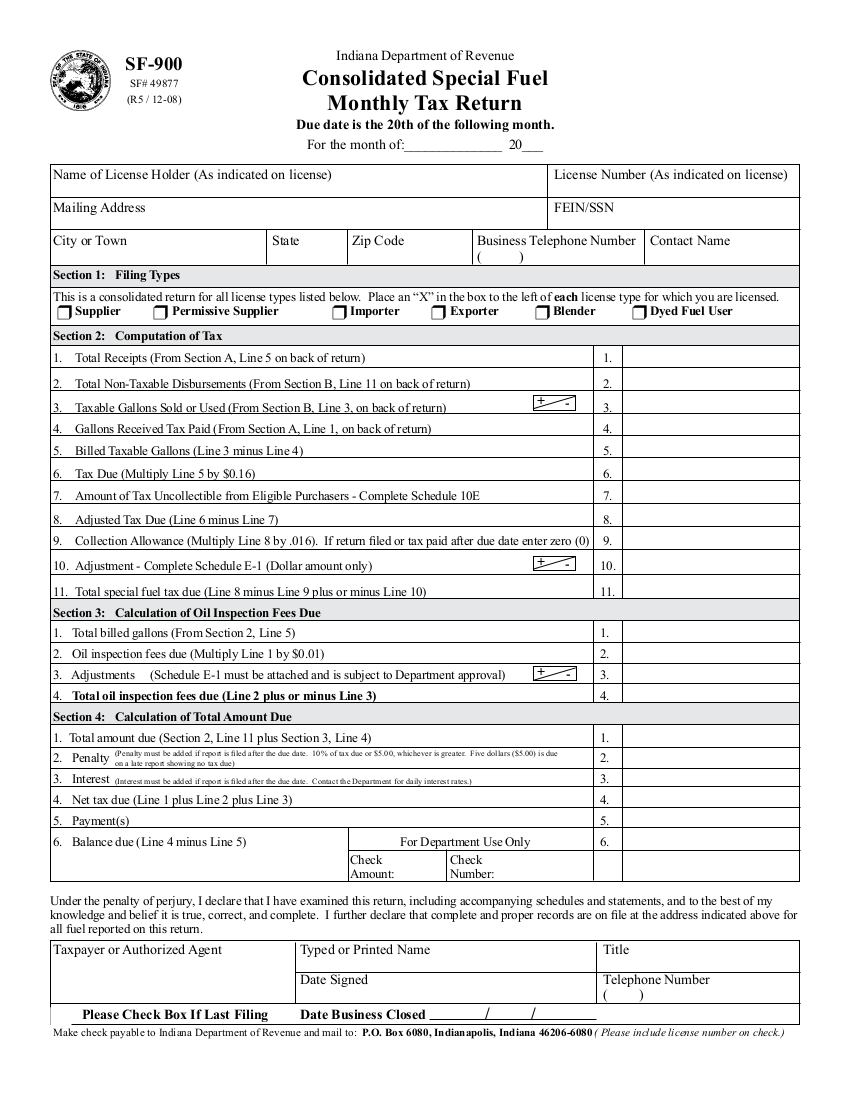 SEAL OF THE STATE OF INDIANA
1816
SF-900
SF# 49877
(R5 / 12-08)
Indiana Department of Revenue
Consolidated Special Fuel
Monthly Tax Return
Due date is the 20th of the following month.
For the month of:______________ 20___
Name of License Holder (As indicated on license)
License Number (As indicated on license)
Mailing Address
FEIN/SSN
City or Town
State
Zip Code
Business Telephone Number
( )
Contact Name
Section 1: Filing Types
This is a consolidated return for all license types listed below. Place an “X” in the box to the left of each license type for which you are licensed.
Supplier Permissive Supplier Importer Exporter Blender Dyed Fuel User
Section 2: Computation of Tax
1. Total Receipts (From Section A, Line 5 on back of return) 1.
2. Total Non-Taxable Disbursements (From Section B, Line 11 on back of return) 2.
3. Taxable Gallons Sold or Used (From Section B, Line 3, on back of return) + - 3.
4. Gallons Received Tax Paid (From Section A, Line 1, on back of return) 4.
5. Billed Taxable Gallons (Line 3 minus Line 4) 5.
6. Tax Due (Multiply Line 5 by $0.16) 6.
7. Amount of Tax Uncollectible from Eligible Purchasers - Complete Schedule 10E 7.
8. Adjusted Tax Due (Line 6 minus Line 7) 8.
9. Collection Allowance (Multiply Line 8 by .016). If return filed or tax paid after due date enter zero (0) 9.
10. Adjustment - Complete Schedule E-1 (Dollar amount only) + - 10.
11. Total special fuel tax due (Line 8 minus Line 9 plus or minus Line 10) 11.
Section 3: Calculation of Oil Inspection Fees Due
1. Total billed gallons (From Section 2, Line 5) 1.
2. Oil inspection fees due (Multiply Line 1 by $0.01) 2.
3. Adjustments (Schedule E-1 must be attached and is subject to Department approval) + - 3.
4. Total oil inspection fees due (Line 2 plus or minus Line 3) 4.
Section 4: Calculation of Total Amount Due
1. Total amount due (Section 2, Line 11 plus Section 3, Line 4) 1.
2. Penalty (Penalty must be added if report is filed after the due date. 10% of tax due or $5.00, whichever is greater. Five dollars ($5.00) is due
on a late report showing no tax due) 2.
3. Interest (Interest must be added if report is filed after the due date. Contact the Department for daily interest rates.) 3.
4. Net tax due (Line 1 plus Line 2 plus Line 3) 4.
5. Payment(s) 5.
6. Balance due (Line 4 minus Line 5) For Department Use Only 6.
Check
Amount:
Check
Number:
Under the penalty of perjury, I declare that I have examined this return, including accompanying schedules and statements, and to the best of my
knowledge and belief it is true, correct, and complete. I further declare that complete and proper records are on file at the address indicated above for
all fuel reported on this return.
Taxpayer or Authorized Agent
Typed or Printed Name
Title
Date Signed
Telephone Number
( )
Please Check Box If Last Filing Date Business Closed ________/______/_________
Make check payable to Indiana Department of Revenue and mail to: P.O. Box 6080, Indianapolis, Indiana 46206-6080 ( Please include license number on check.)